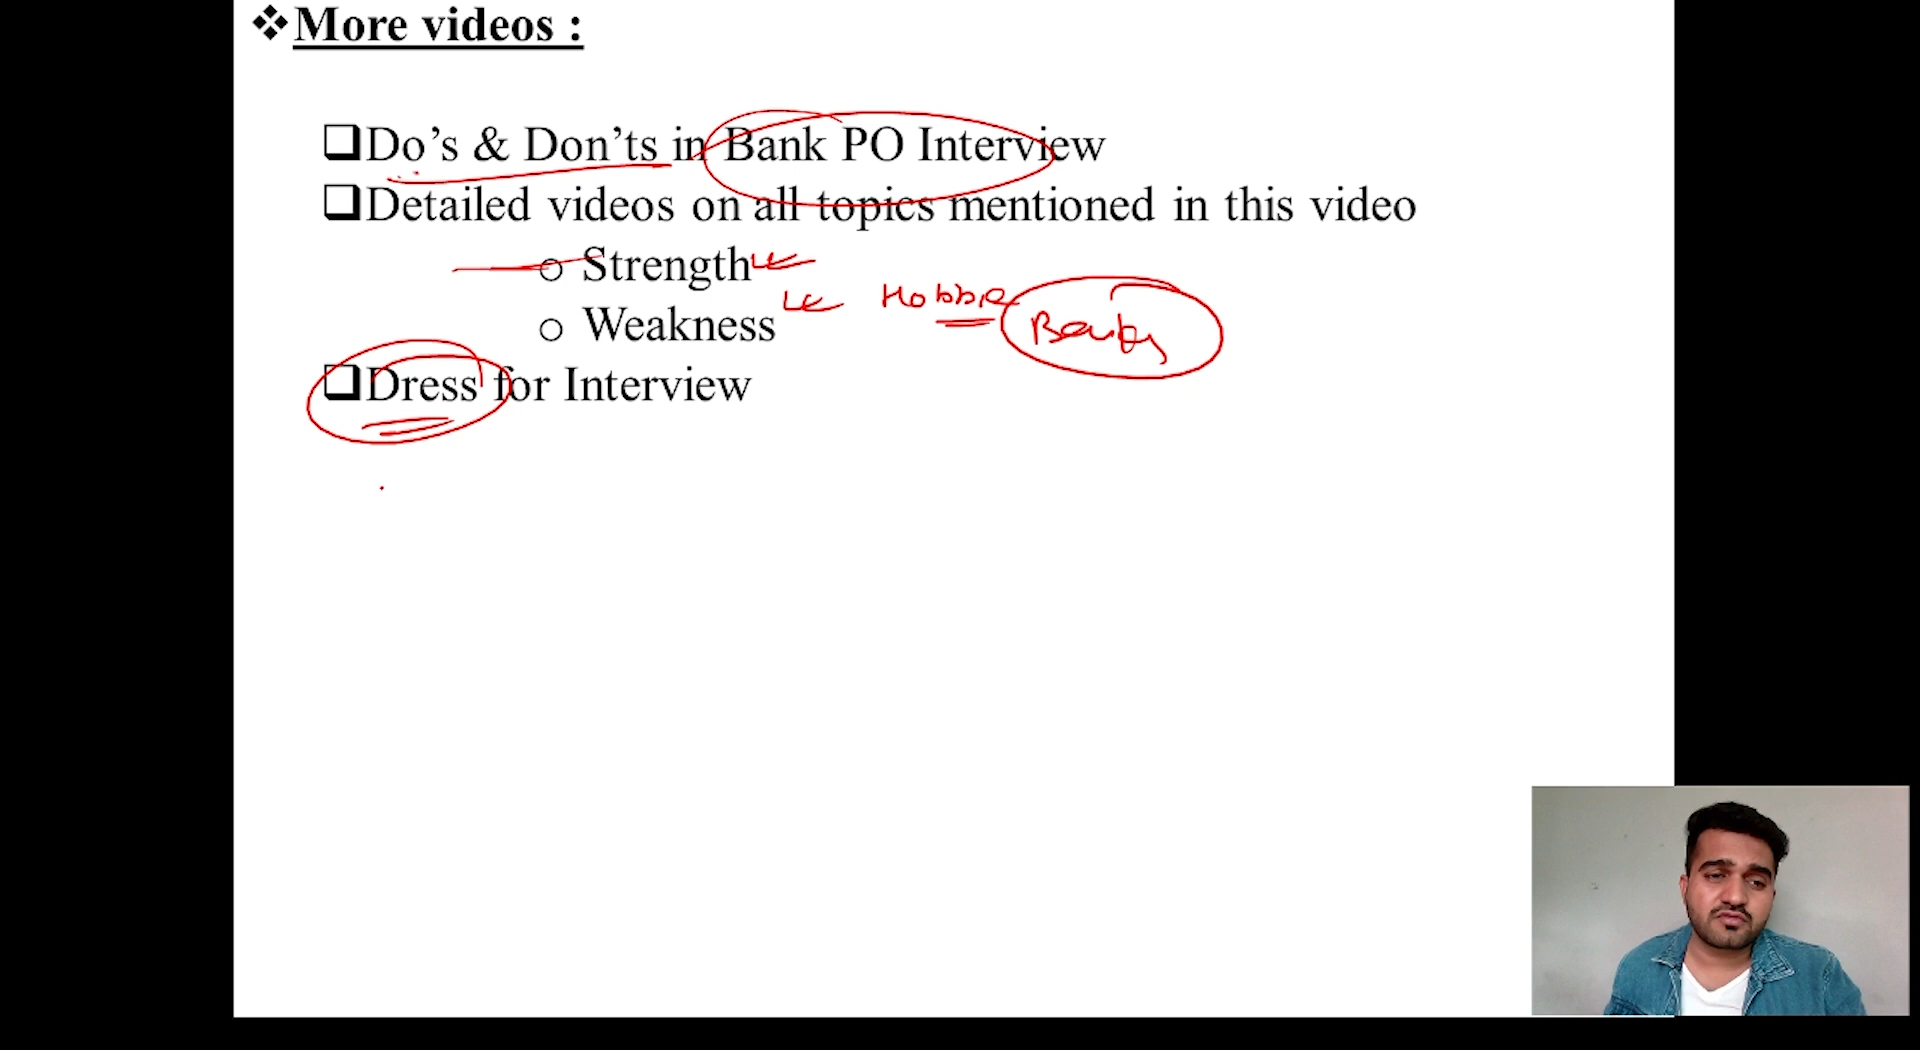 ❖More videos :
❑Do’s & Don’ts in Bank PO Interview
❑Detailed videos on all topics mentioned in this video
o Strength
Hobbie
o Weakness
❑Dress for Interview